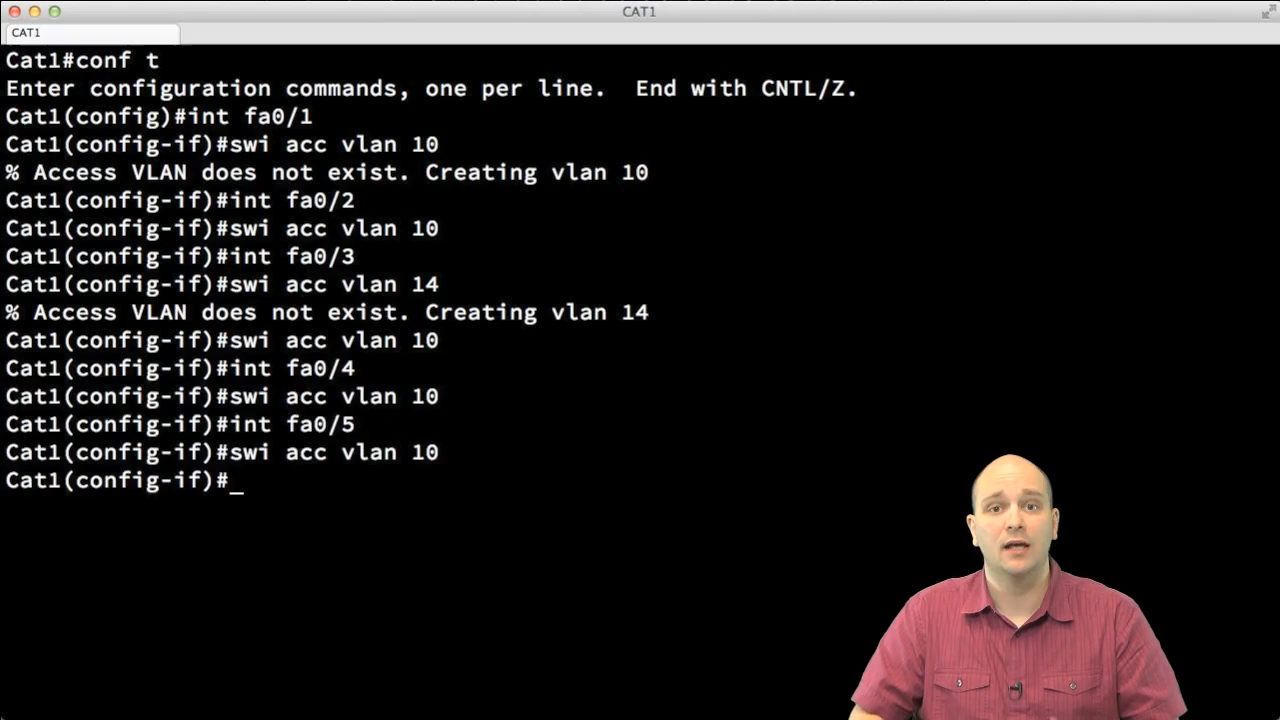 CAT1
CAT1
Cat1#conf t
Enter configuration commands, one per line.  End with CNTL/Z.
Cat1(config)#int fa0/1
Cat1(config-if)#swi acc vlan 10
% Access VLAN does not exist. Creating vlan 10
Cat1(config-if)#int fa0/2
Cat1(config-if)#swi acc vlan 10
Cat1(config-if)#int fa0/3
Cat1(config-if)#swi acc vlan 14
% Access VLAN does not exist. Creating vlan 14
Cat1(config-if)#swi acc vlan 10
Cat1(config-if)#int fa0/4
Cat1(config-if)#swi acc vlan 10
Cat1(config-if)#int fa0/5
Cat1(config-if)#swi acc vlan 10
Cat1(config-if)#_